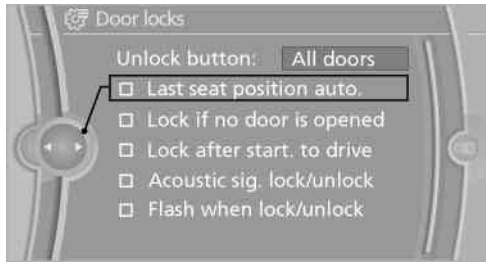 Door locks
Unlock button: All doors
Last seat position auto.
Lock if no door is opened
Lock after start. to drive
Acoustic sig. lock/unlock
Flash when lock/unlock